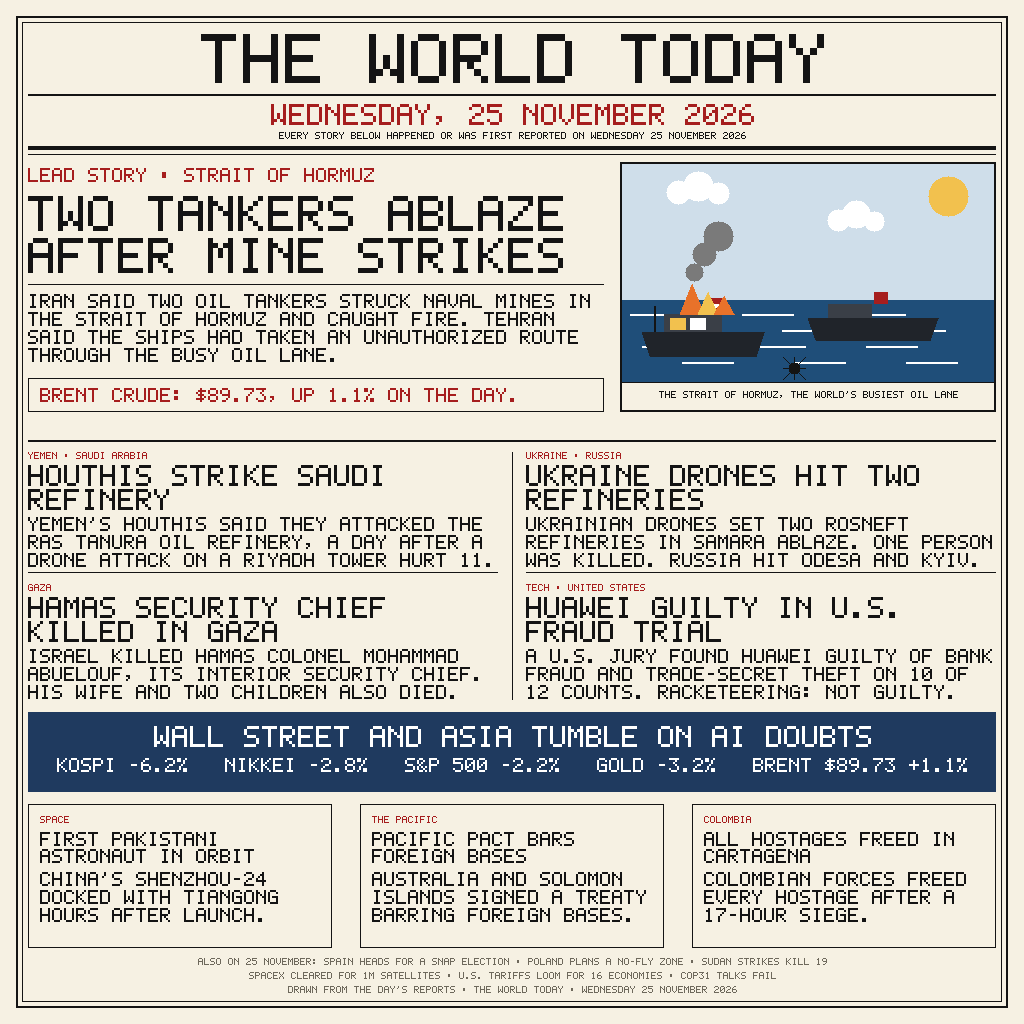 THE WORLD TODAY
WEDNESDAY, 25 NOVEMBER 2026
EVERY STORY BELOW HAPPENED OR WAS FIRST REPORTED ON WEDNESDAY 25 NOVEMBER 2026
LEAD STORY • STRAIT OF HORMUZ
TWO TANKERS ABLAZE
AFTER MINE STRIKES
IRAN SAID TWO OIL TANKERS STRUCK NAVAL MINES IN
THE STRAIT OF HORMUZ AND CAUGHT FIRE. TEHRAN
SAID THE SHIPS HAD TAKEN AN UNAUTHORIZED ROUTE
THROUGH THE BUSY OIL LANE.
BRENT CRUDE: $89.73, UP 1.1% ON THE DAY.
THE STRAIT OF HORMUZ, THE WORLD'S BUSIEST OIL LANE
YEMEN • SAUDI ARABIA
HOUTHIS STRIKE SAUDI
REFINERY
YEMEN'S HOUTHIS SAID THEY ATTACKED THE
RAS TANURA OIL REFINERY, A DAY AFTER A
DRONE ATTACK ON A RIYADH TOWER HURT 11.
UKRAINE • RUSSIA
UKRAINE DRONES HIT TWO
REFINERIES
UKRAINIAN DRONES SET TWO ROSNEFT
REFINERIES IN SAMARA ABLAZE. ONE PERSON
WAS KILLED. RUSSIA HIT ODESA AND KYIV.
GAZA
HAMAS SECURITY CHIEF
KILLED IN GAZA
ISRAEL KILLED HAMAS COLONEL MOHAMMAD
ABUELOUF, ITS INTERIOR SECURITY CHIEF.
HIS WIFE AND TWO CHILDREN ALSO DIED.
TECH • UNITED STATES
HUAWEI GUILTY IN U.S.
FRAUD TRIAL
A U.S. JURY FOUND HUAWEI GUILTY OF BANK
FRAUD AND TRADE-SECRET THEFT ON 10 OF
12 COUNTS. RACKETEERING: NOT GUILTY.
WALL STREET AND ASIA TUMBLE ON AI DOUBTS
KOSPI -6.2% NIKKEI -2.8% S&P 500 -2.2% GOLD -3.2% BRENT $89.73 +1.1%
SPACE
FIRST PAKISTANI
ASTRONAUT IN ORBIT
CHINA'S SHENZHOU-24
DOCKED WITH TIANGONG
HOURS AFTER LAUNCH.
THE PACIFIC
PACIFIC PACT BARS
FOREIGN BASES
AUSTRALIA AND SOLOMON
ISLANDS SIGNED A TREATY
BARRING FOREIGN BASES.
COLOMBIA
ALL HOSTAGES FREED IN
CARTAGENA
COLOMBIAN FORCES FREED
EVERY HOSTAGE AFTER A
17-HOUR SIEGE.
ALSO ON 25 NOVEMBER: SPAIN HEADS FOR A SNAP ELECTION • POLAND PLANS A NO-FLY ZONE • SUDAN STRIKES KILL 19
SPACEX CLEARED FOR 1M SATELLITES • U.S. TARIFFS LOOM FOR 16 ECONOMIES • COP31 TALKS FAIL
DRAWN FROM THE DAY'S REPORTS • THE WORLD TODAY • WEDNESDAY 25 NOVEMBER 2026